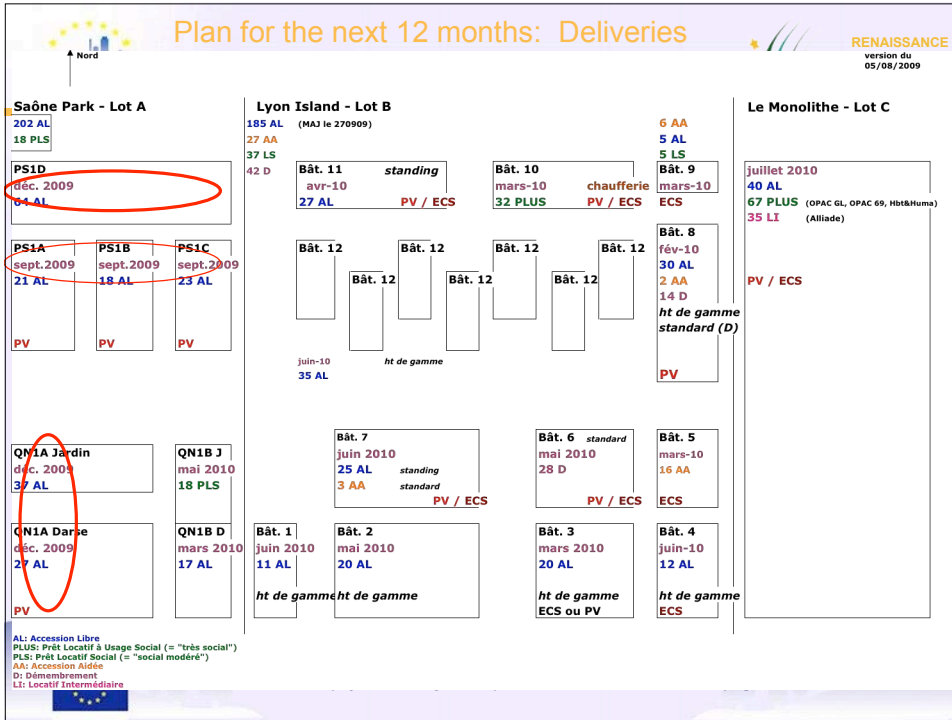 Plan for the next 12 months: Deliveries
RENAISSANCE
Nord
version du
05/08/2009
Saône Park - Lot A
202 AL
18 PLS
PS1D
déc. 2009
64 AL
PS1A
sept.2009
21 AL
PV
PS1B
sept.2009
18 AL
PV
PS1C
sept.2009
23 AL
PV
QN1A Jardin
déc. 2009
37 AL
QN1B J
mai 2010
18 PLS
QN1A Darse
déc. 2009
27 AL
PV
QN1B D
mars 2010
17 AL
Lyon Island - Lot B
185 AL (MAJ le 270909)
27 AA
37 LS
42 D
Bât. 11 standing
avr-10
27 AL PV / ECS
Bât. 10
mars-10 chaufferie
32 PLUS PV / ECS
6 AA
5 AL
5 LS
Bât. 9
mars-10
ECS
Bât. 12
Bât. 12
Bât. 12
Bât. 12
Bât. 12
Bât. 12
Bât. 12
juin-10 ht de gamme
35 AL
Bât. 8
fév-10
30 AL
2 AA
14 D
ht de gamme
standard (D)
PV
Bât. 7
juin 2010
25 AL standing
3 AA standard
PV / ECS
Bât. 6 standard
mai 2010
28 D
PV / ECS
Bât. 5
mars-10
16 AA
ECS
Bât. 1
juin 2010
11 AL
ht de gamme
Bât. 2
mai 2010
20 AL
ht de gamme
Bât. 3
mars 2010
20 AL
ht de gamme
ECS ou PV
Bât. 4
juin-10
12 AL
ht de gamme
ECS
Le Monolithe - Lot C
juillet 2010
40 AL
67 PLUS (OPAC GL, OPAC 69, Hbt&Huma)
35 LI (Alliade)
PV / ECS
AL: Accession Libre
PLUS: Prêt Locatif à Usage Social (= "très social")
PLS: Prêt Locatif Social (= "social modéré")
AA: Accession Aidée
D: Démembrement
LI: Locatif Intermédiaire